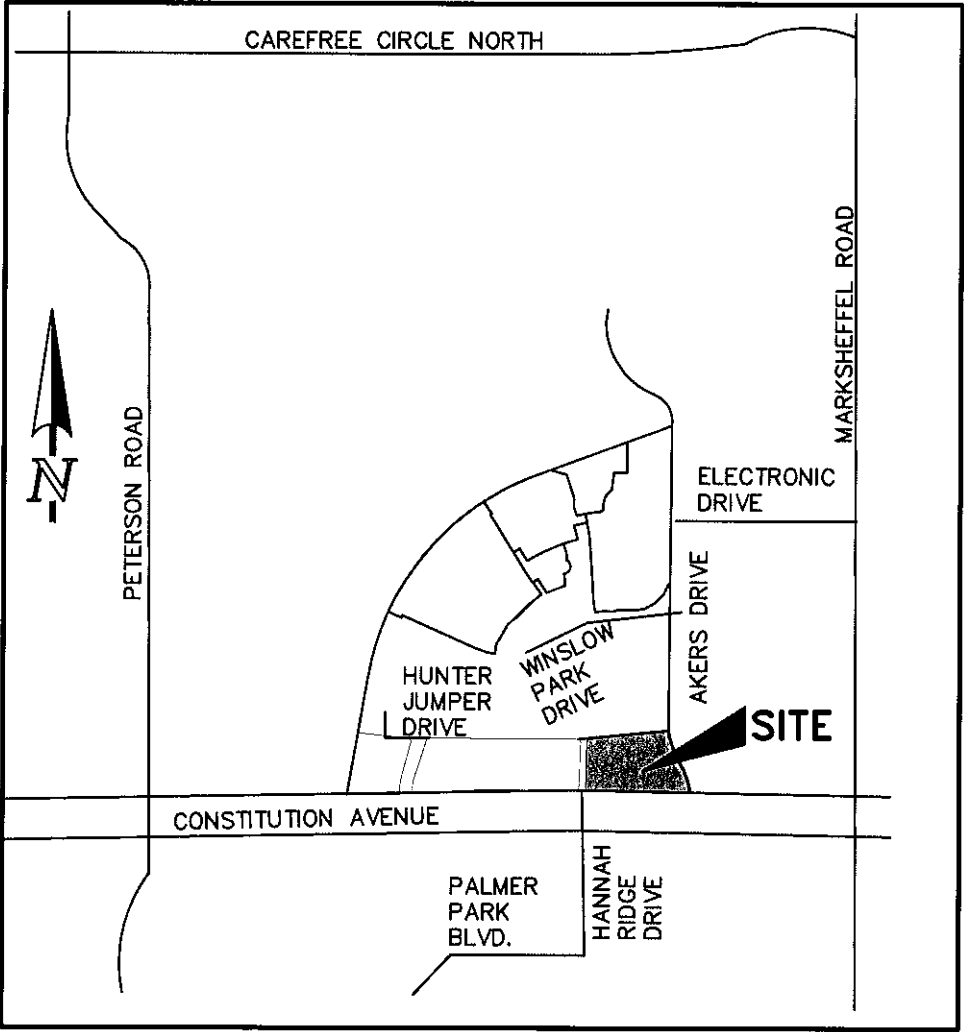 CAREFREE CIRCLE NORTH
MARKSHEFFEL ROAD
PETERSON ROAD
N
ELECTRONIC
DRIVE
AKERS DRIVE
WINSLOW
PARK
DRIVE
HUNTER
JUMPER
DRIVE
SITE
CONSTITUTION AVENUE
PALMER
PARK
BLVD.
HANNAH
RIDGE
DRIVE